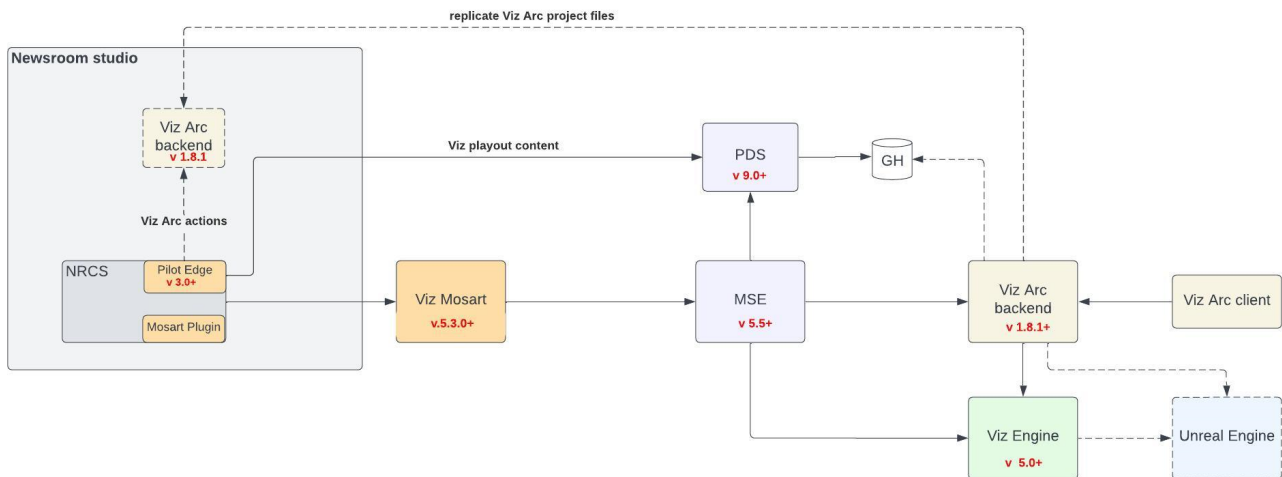 replicate Viz Arc project files
Newsroom studio
Viz Arc
backend
v 1.8.1
Viz Arc actions
Viz playout content
PDS
v 9.0+
GH
NRCS
Pilot Edge
v 3.0+
Mosart Plugin
Viz Mosart
v.5.3.0+
MSE
v 5.5+
Viz Arc
backend
v 1.8.1+
Viz Arc client
Viz Engine
v 5.0+
Unreal Engine